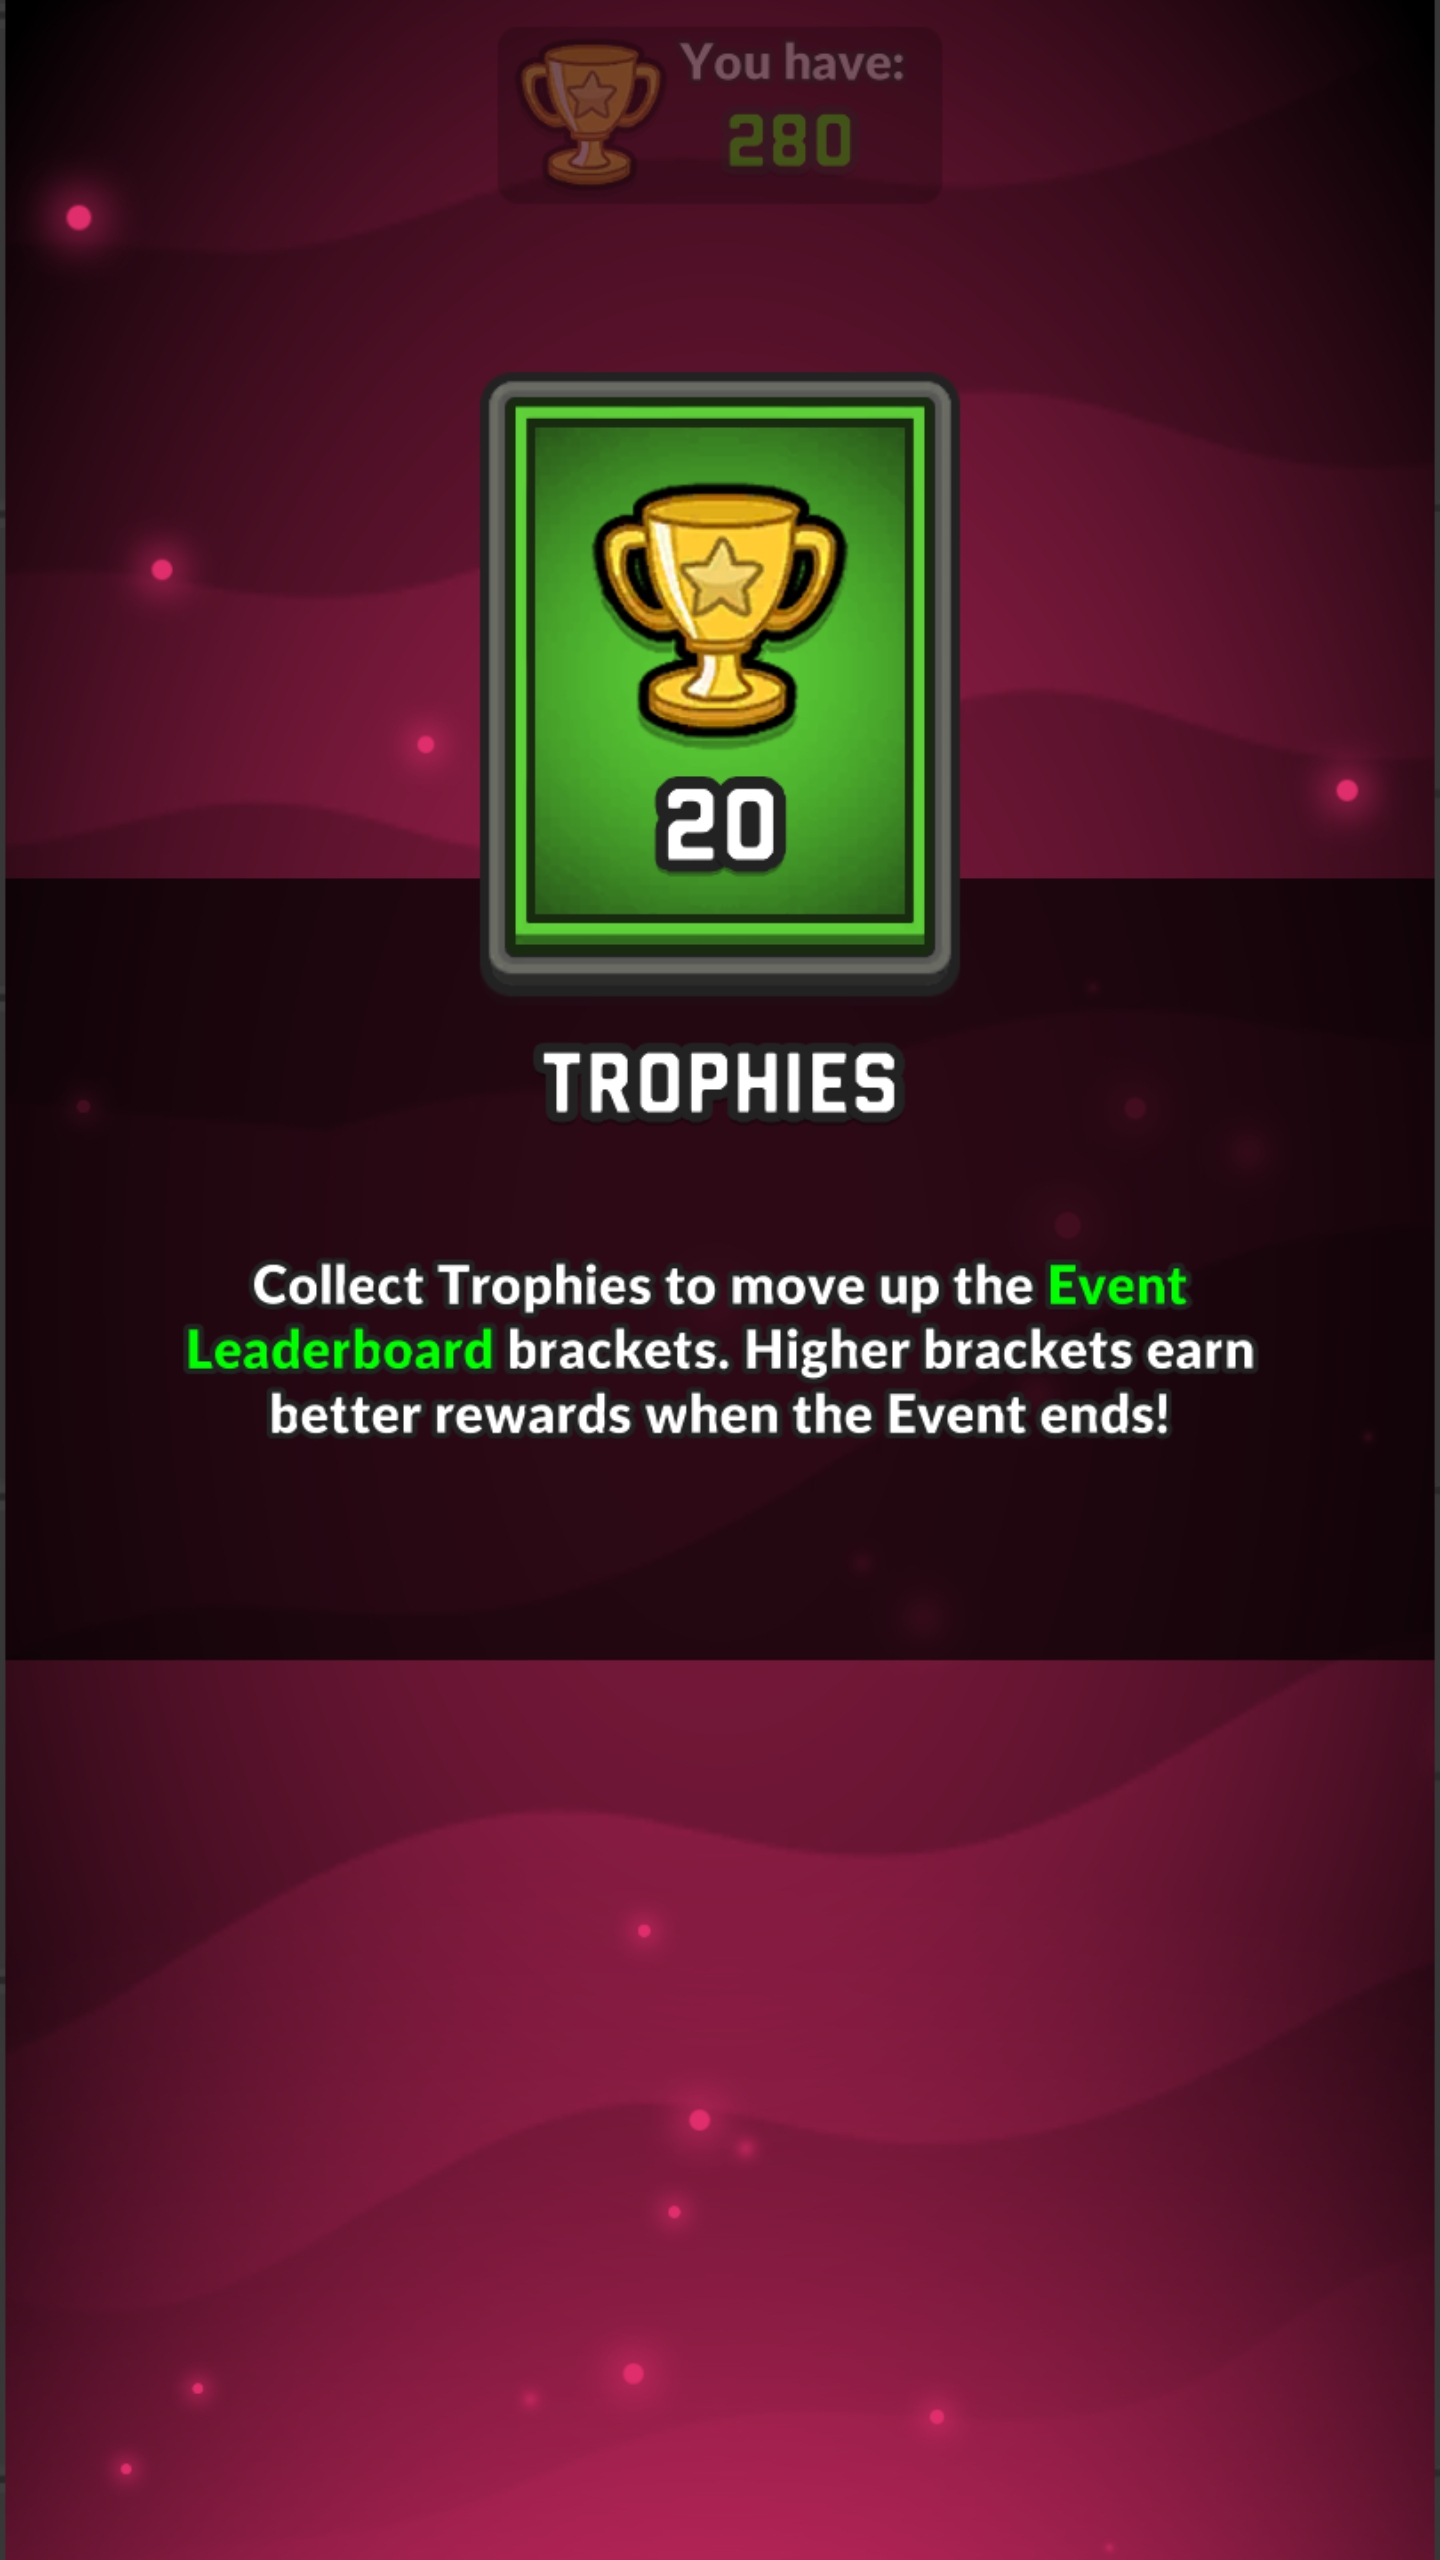 You have:
280
20
TROPHIES
Collect Trophies to move up the Event
Leaderboard brackets. Higher brackets earn
better rewards when the Event ends!